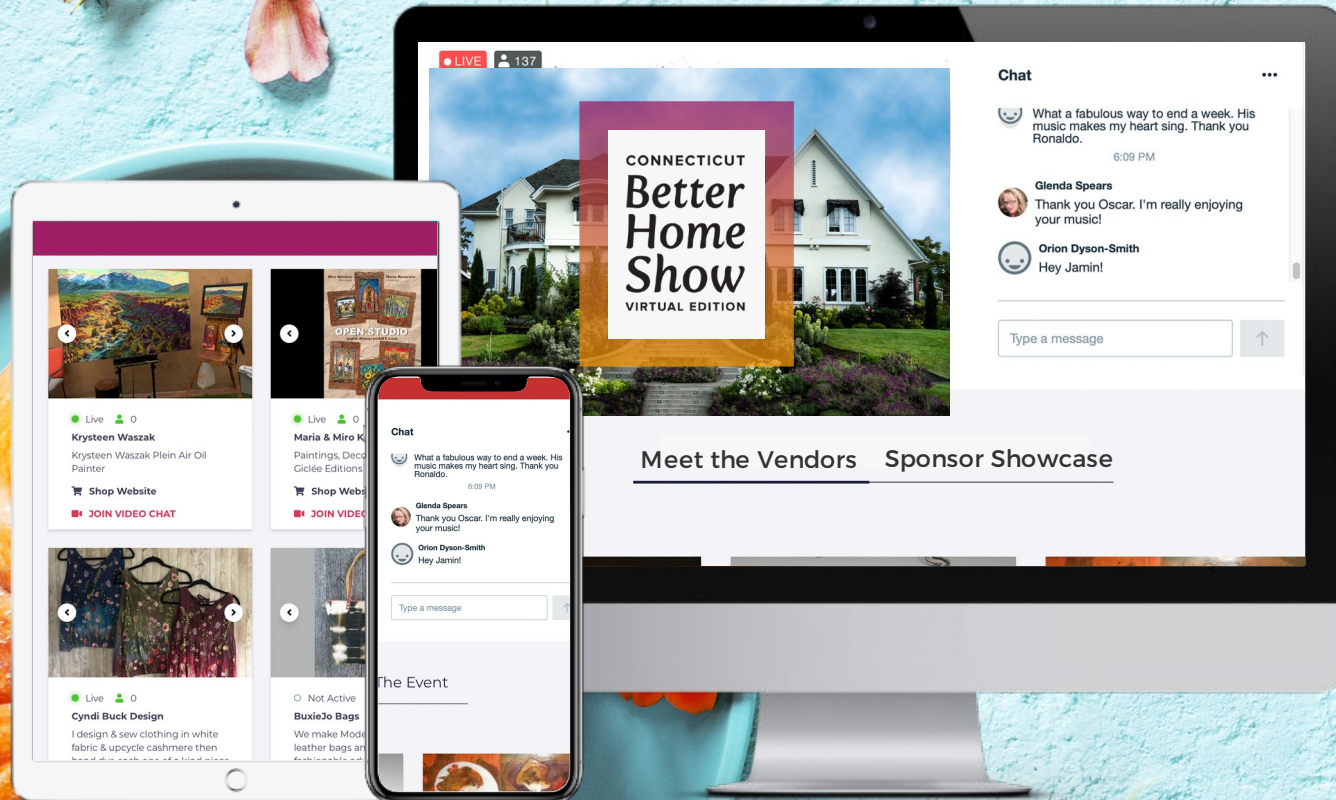 LIVE 137
CONNECTICUT
Better
Home
Show
VIRTUAL EDITION
Chat
What a fabulous way to end a week. His
music makes my heart sing. Thank you
Ronaldo.
6:09 PM
Glenda Spears
Thank you Oscar. I'm really enjoying
your music!
Orion Dyson-Smith
Hey Jamin!
Type a message
Meet the Vendors
Sponsor Showcase
Live 0
Krysteen Waszak
Krysteen Waszak Plein Air Oil
Painter
Shop Website
JOIN VIDEO CHAT
OPEN STUDIO
Live 0
Maria & Miro K
Paintings, Deco
Giclée Editions
Shop Webs
JOIN VIDE
Live 0
Cyndi Buck Design
I design & sew clothing in white
fabric & upcycle cashmere then
Not Active
BuxieJo Bags
We make Mode
leather bags an
Chat
What a fabulous way to end a week. His
music makes my heart sing. Thank you
Ronaldo.
6:09 PM
Glenda Spears
Thank you Oscar. I'm really enjoying
your music!
Orion Dyson-Smith
Hey Jamin!
Type a message
The Event